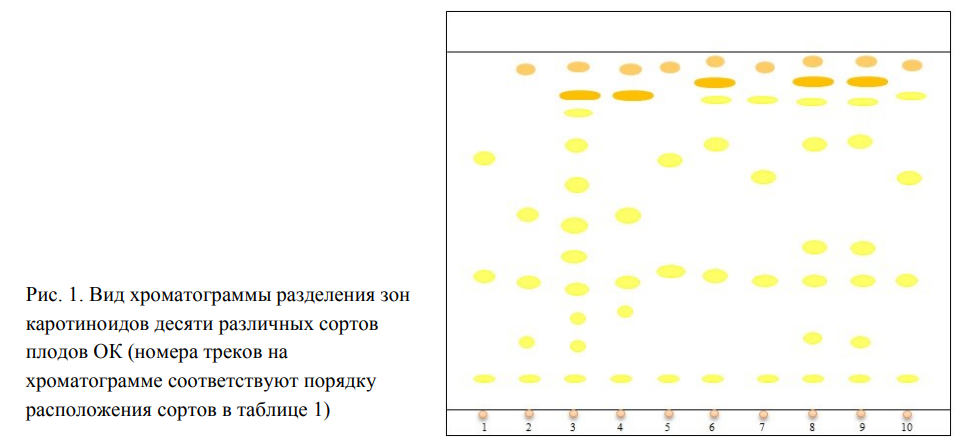 Рис. 1. Вид хроматограммы разделения зон
каротиноидов десяти различных сортов
плодов ОК (номера треков на
хроматограмме соответствуют порядку
расположения сортов в таблице 1)
1 2 3 4 5 6 7 8 9 10